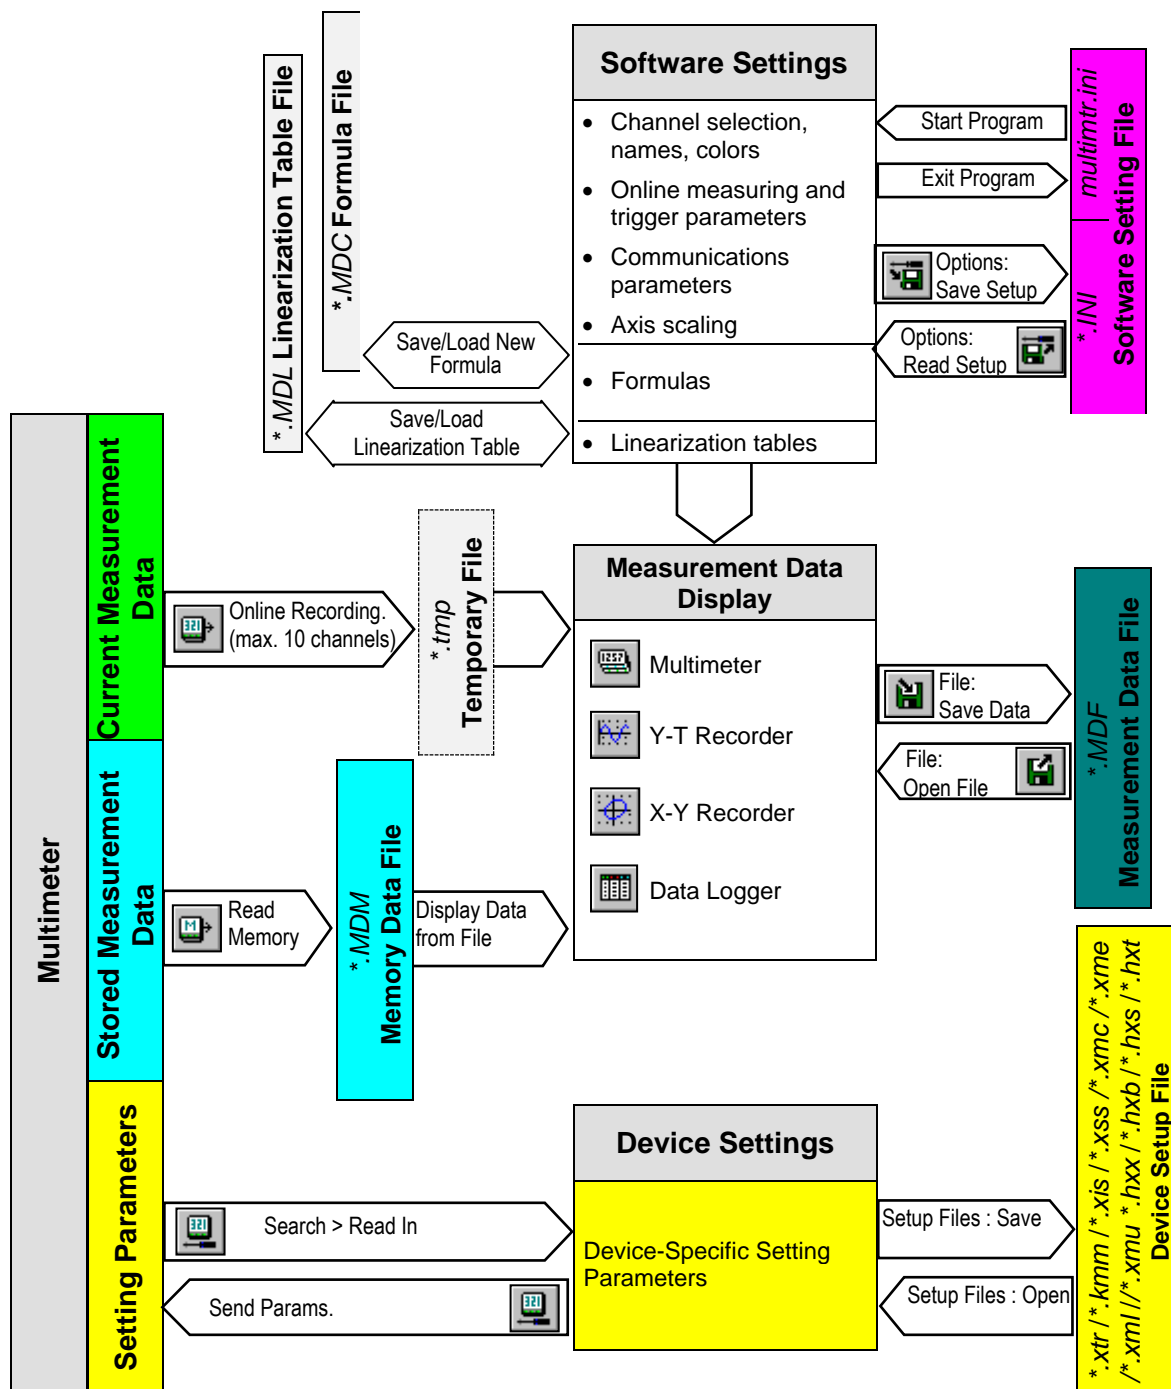 *.MDL Linearization Table File
*.MDC Formula File
Software Settings
• Channel selection,
names, colors
• Online measuring and
trigger parameters
• Communications
parameters
• Axis scaling
• Formulas
• Linearization tables
Start Program
Exit Program
Options:
Save Setup
Options:
Read Setup
*.INI multimtr.ini
Software Setting File
Save/Load New
Formula
Save/Load
Linearization Table
Multimeter
Current Measurement
Data
Stored Measurement
Data
Setting Parameters
321
Online Recording.
(max. 10 channels)
*.tmp
Temporary File
M
Read
Memory
*.MDM
Memory Data File
Display Data
from File
Measurement Data
Display
1257
Multimeter
Y-T Recorder
X-Y Recorder
Data Logger
File:
Save Data
File:
Open File
*.MDF
Measurement Data File
Device Settings
Device-Specific Setting
Parameters
321
Search > Read In
Send Params.
321
Setup Files : Save
Setup Files : Open
*.xtr /*.kmm /*.xis /*.xss /*.xmc /*.xme
/*.xml //*.xmu *.hxx /*.hxb /*.hxs /*.hxt
Device Setup File